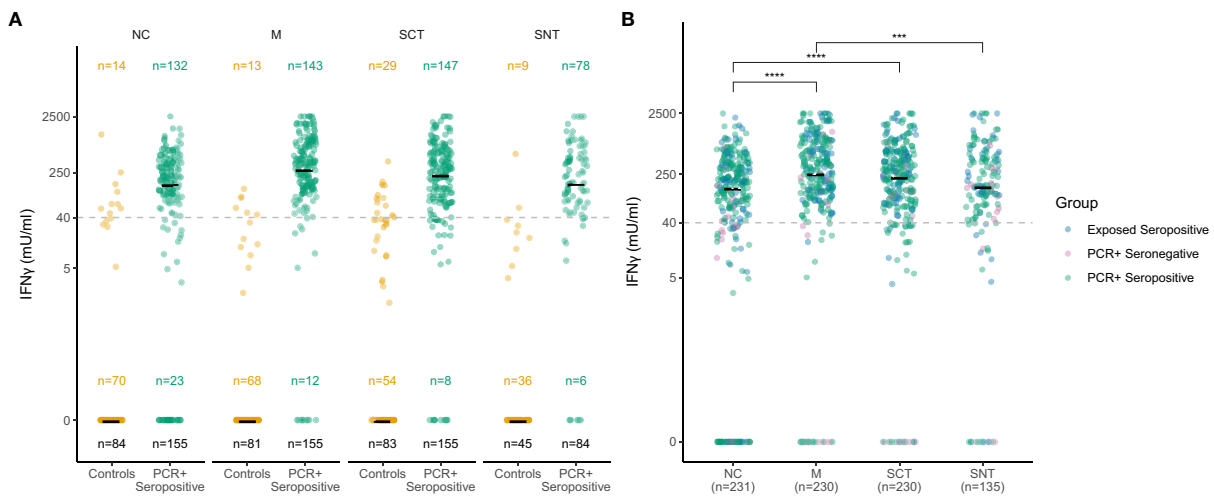 A
NC M SCT SNT
n=14 n=132 n=13 n=143 n=29 n=147 n=9 n=78
2500
250
40
5
0
IFNγ (mU/ml)
n=70 n=23 n=68 n=12 n=54 n=8 n=36 n=6
n=84 n=155 n=81 n=155 n=83 n=155 n=45 n=84
Controls PCR+ Controls PCR+ Controls PCR+ Controls PCR+
Seropositive Seropositive Seropositive Seropositive
B
***
****
****
2500
250
40
5
0
IFNγ (mU/ml)
NC M SCT SNT
(n=231) (n=230) (n=230) (n=135)
Group
Exposed Seropositive
PCR+ Seronegative
PCR+ Seropositive